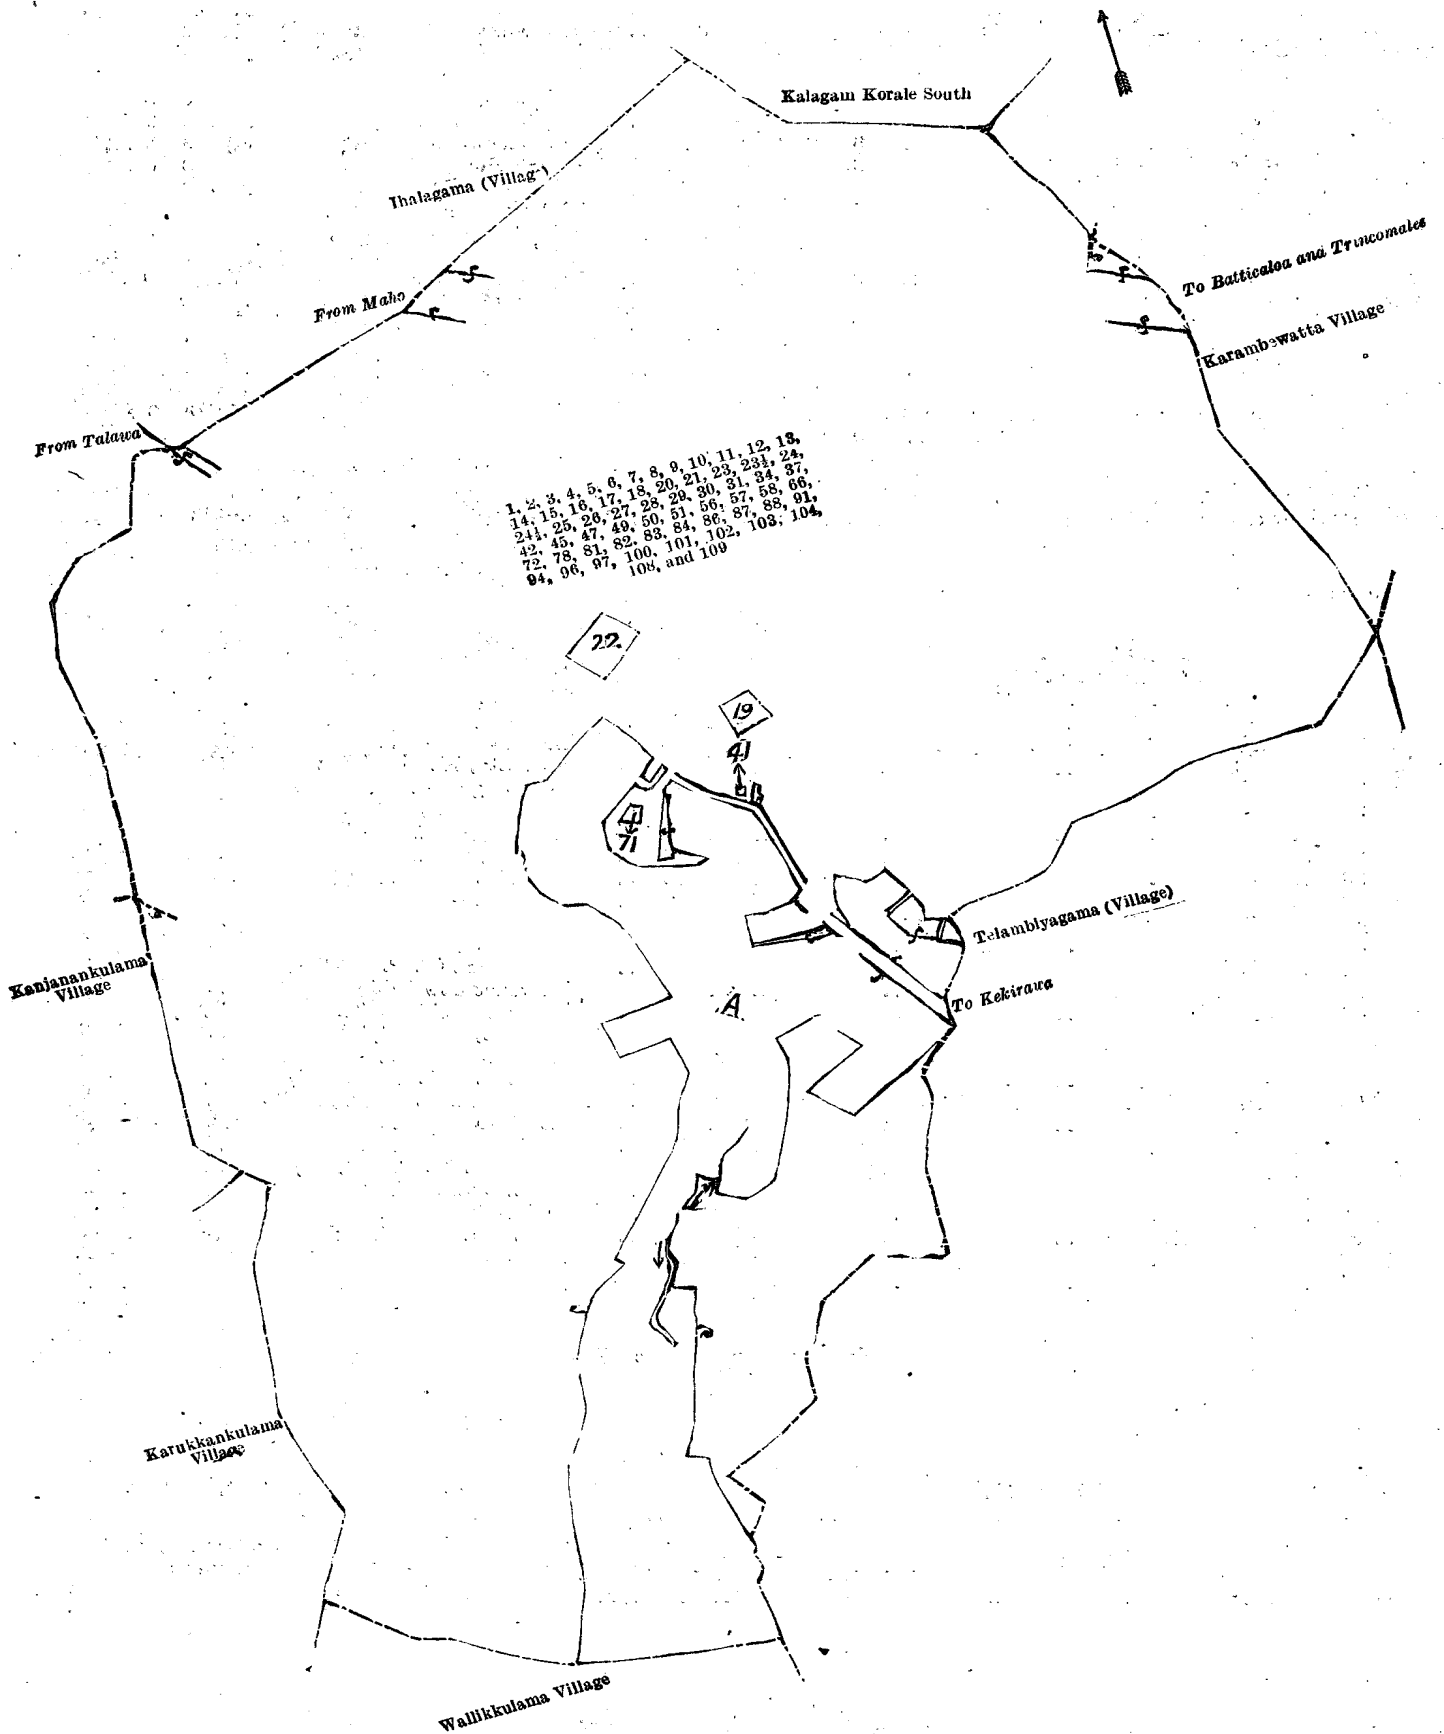 Kalagam Korale South
Ihalagama (Village)
To Batticaloa and Trincomalee
From Maho
Karambewatta Village
From Talawa
1, 2, 3, 4, 5, 6, 7, 8, 9, 10, 11, 12, 13,
14, 15, 16, 17, 18, 20, 21, 23, 23½, 24,
24½, 25, 26, 27, 28, 29, 30, 31, 34, 37,
42, 45, 47, 49, 50, 51, 56, 57, 58, 66,
72, 78, 81, 82, 83, 84, 86, 87, 88, 91,
94, 96, 97, 100, 101, 102, 103, 104,
108, and 109
22
19
41
71
Telambiyagama (Village)
Kanjanankulama
Village
To Kekirawa
A
Karukkankulama
Village
Wallikkulama Village